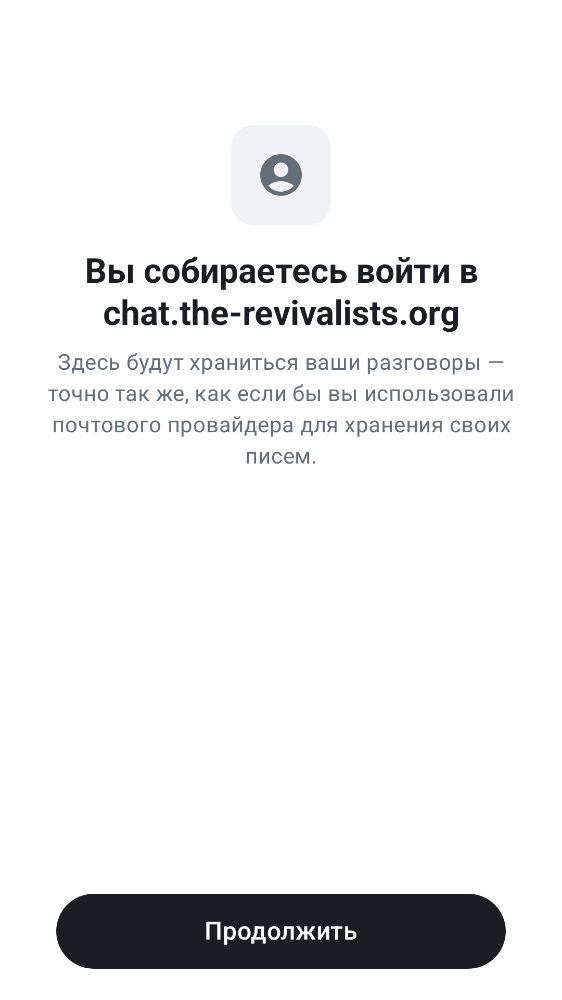 Вы собираетесь войти в
chat.the-revivalists.org
Здесь будут храниться ваши разговоры —
точно так же, как если бы вы использовали
почтового провайдера для хранения своих
писем.
Продолжить